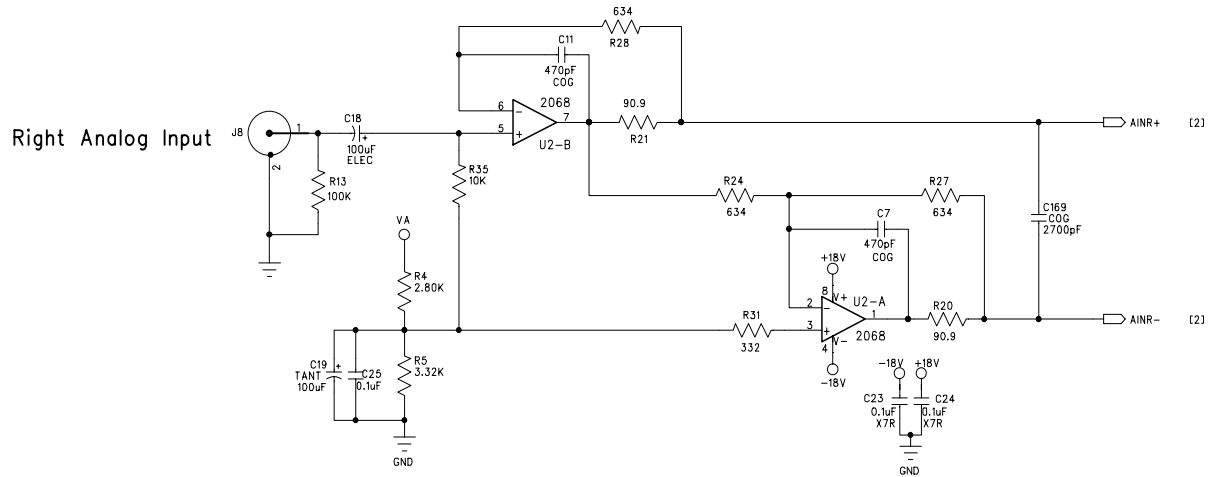 634
R28
C11
470pF
COG
6
5
2068
7
U2-B
90.9
R21
AINR+ [2]
Right Analog Input
J8
1
2
C18
+
100uF
ELEC
R13
100K
R35
10K
R24
634
R27
634
C7
470pF
COG
C169
COG
2700pF
VA
R4
2.80K
+18V
8
V+
U2-A
2
3
1
2068
4
V-
-18V
R31
332
R20
90.9
AINR- [2]
C19
+
TANT
100uF
C25
0.1uF
R5
3.32K
GND
-18V +18V
C23
0.1uF
X7R
C24
0.1uF
X7R
GND